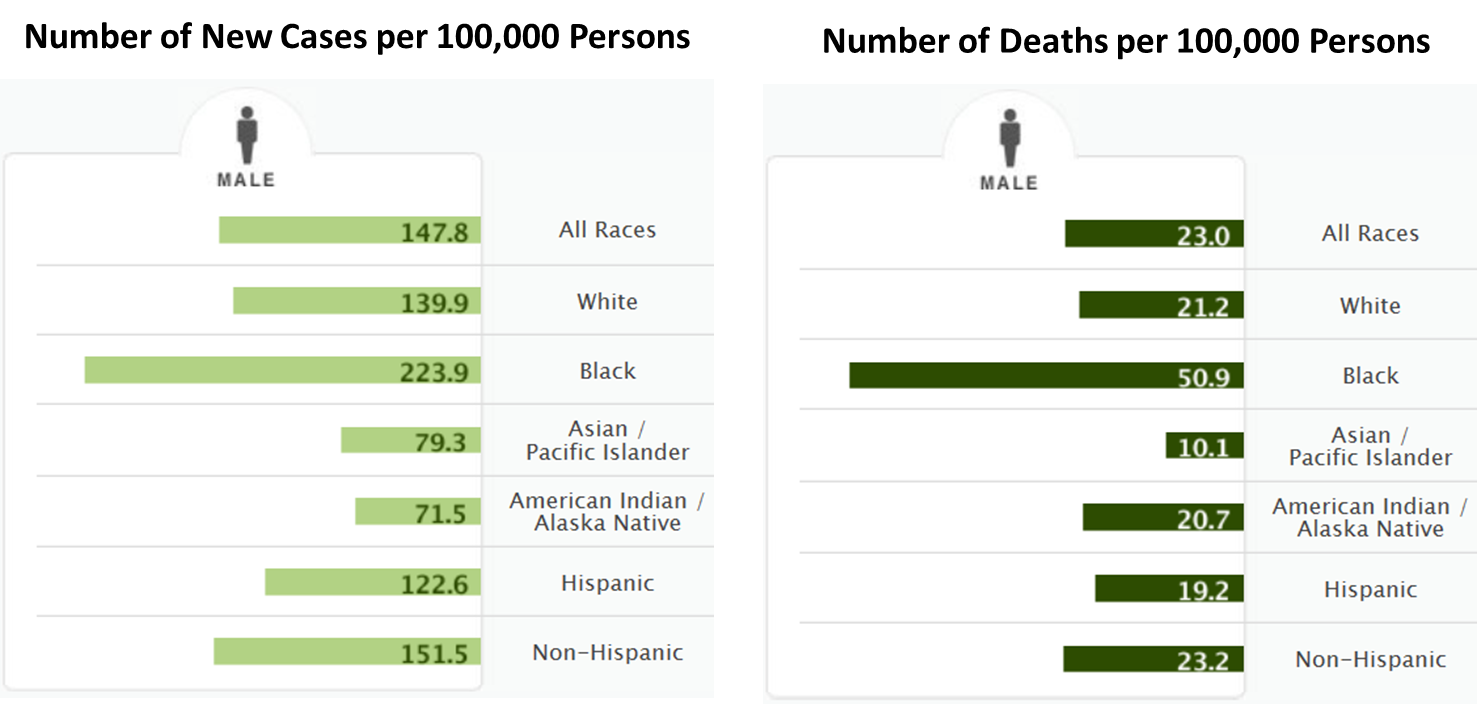 Number of New Cases per 100,000 Persons
MALE
147.8 All Races
139.9 White
223.9 Black
79.3 Asian /
Pacific Islander
71.5 American Indian /
Alaska Native
122.6 Hispanic
151.5 Non-Hispanic
Number of Deaths per 100,000 Persons
MALE
23.0 All Races
21.2 White
50.9 Black
10.1 Asian /
Pacific Islander
20.7 American Indian /
Alaska Native
19.2 Hispanic
23.2 Non-Hispanic